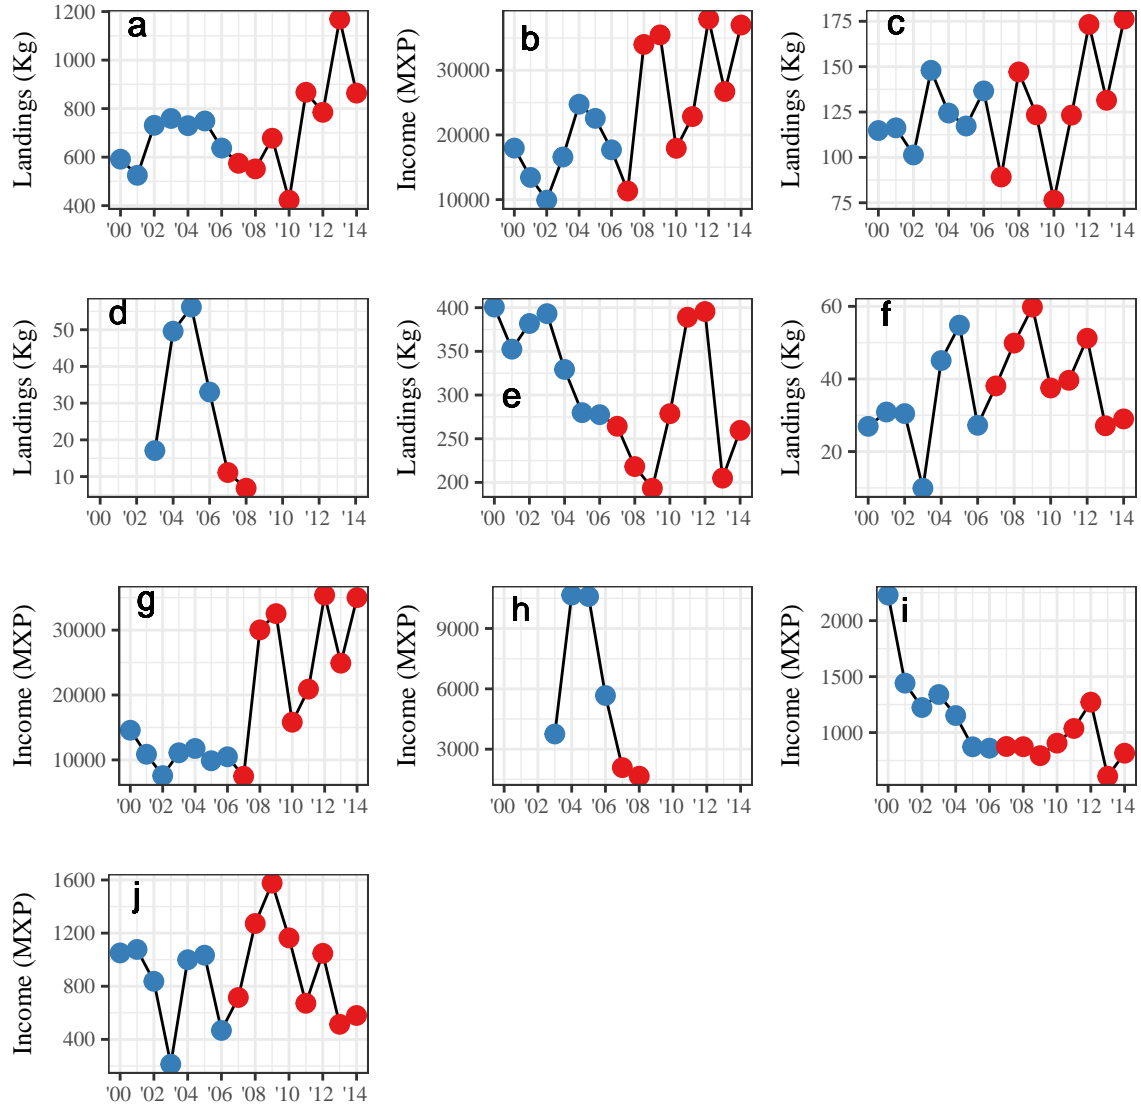 a
Landings (Kg)
1200
1000
800
600
400
'00 '02 '04 '06 '08 '10 '12 '14
b
Income (MXP)
30000
20000
10000
'00 '02 '04 '06 '08 '10 '12 '14
c
Landings (Kg)
175
150
125
100
75
'00 '02 '04 '06 '08 '10 '12 '14
d
Landings (Kg)
50
40
30
20
10
'00 '02 '04 '06 '08 '10 '12 '14
e
Landings (Kg)
400
350
300
250
200
'00 '02 '04 '06 '08 '10 '12 '14
f
Landings (Kg)
60
40
20
'00 '02 '04 '06 '08 '10 '12 '14
g
Income (MXP)
30000
20000
10000
'00 '02 '04 '06 '08 '10 '12 '14
h
Income (MXP)
9000
6000
3000
'00 '02 '04 '06 '08 '10 '12 '14
i
Income (MXP)
2000
1500
1000
'00 '02 '04 '06 '08 '10 '12 '14
j
Income (MXP)
1600
1200
800
400
'00 '02 '04 '06 '08 '10 '12 '14